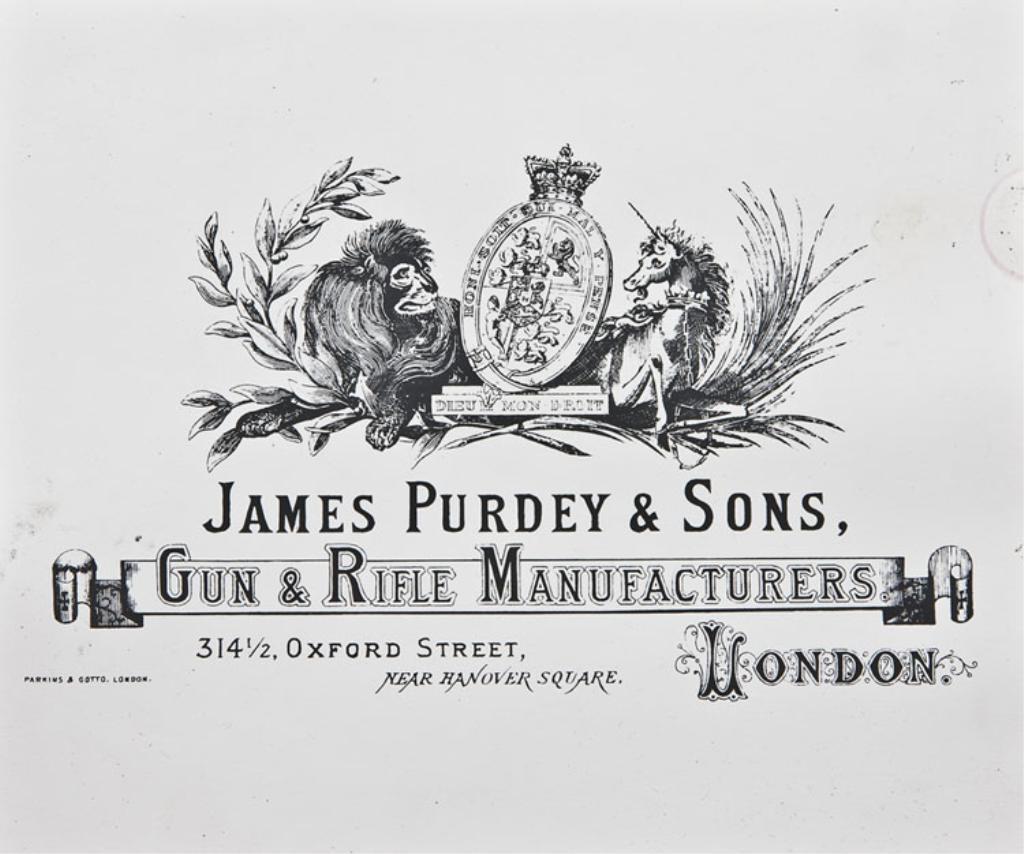 HONI·SOIT·QUI·MAL Y PENSE
DIEU ET MON DROIT
JAMES PURDEY & SONS,
GUN & RIFLE MANUFACTURERS.
314½, OXFORD STREET,
NEAR HANOVER SQUARE.
LONDON.
PARKINS & GOTTO. LONDON.